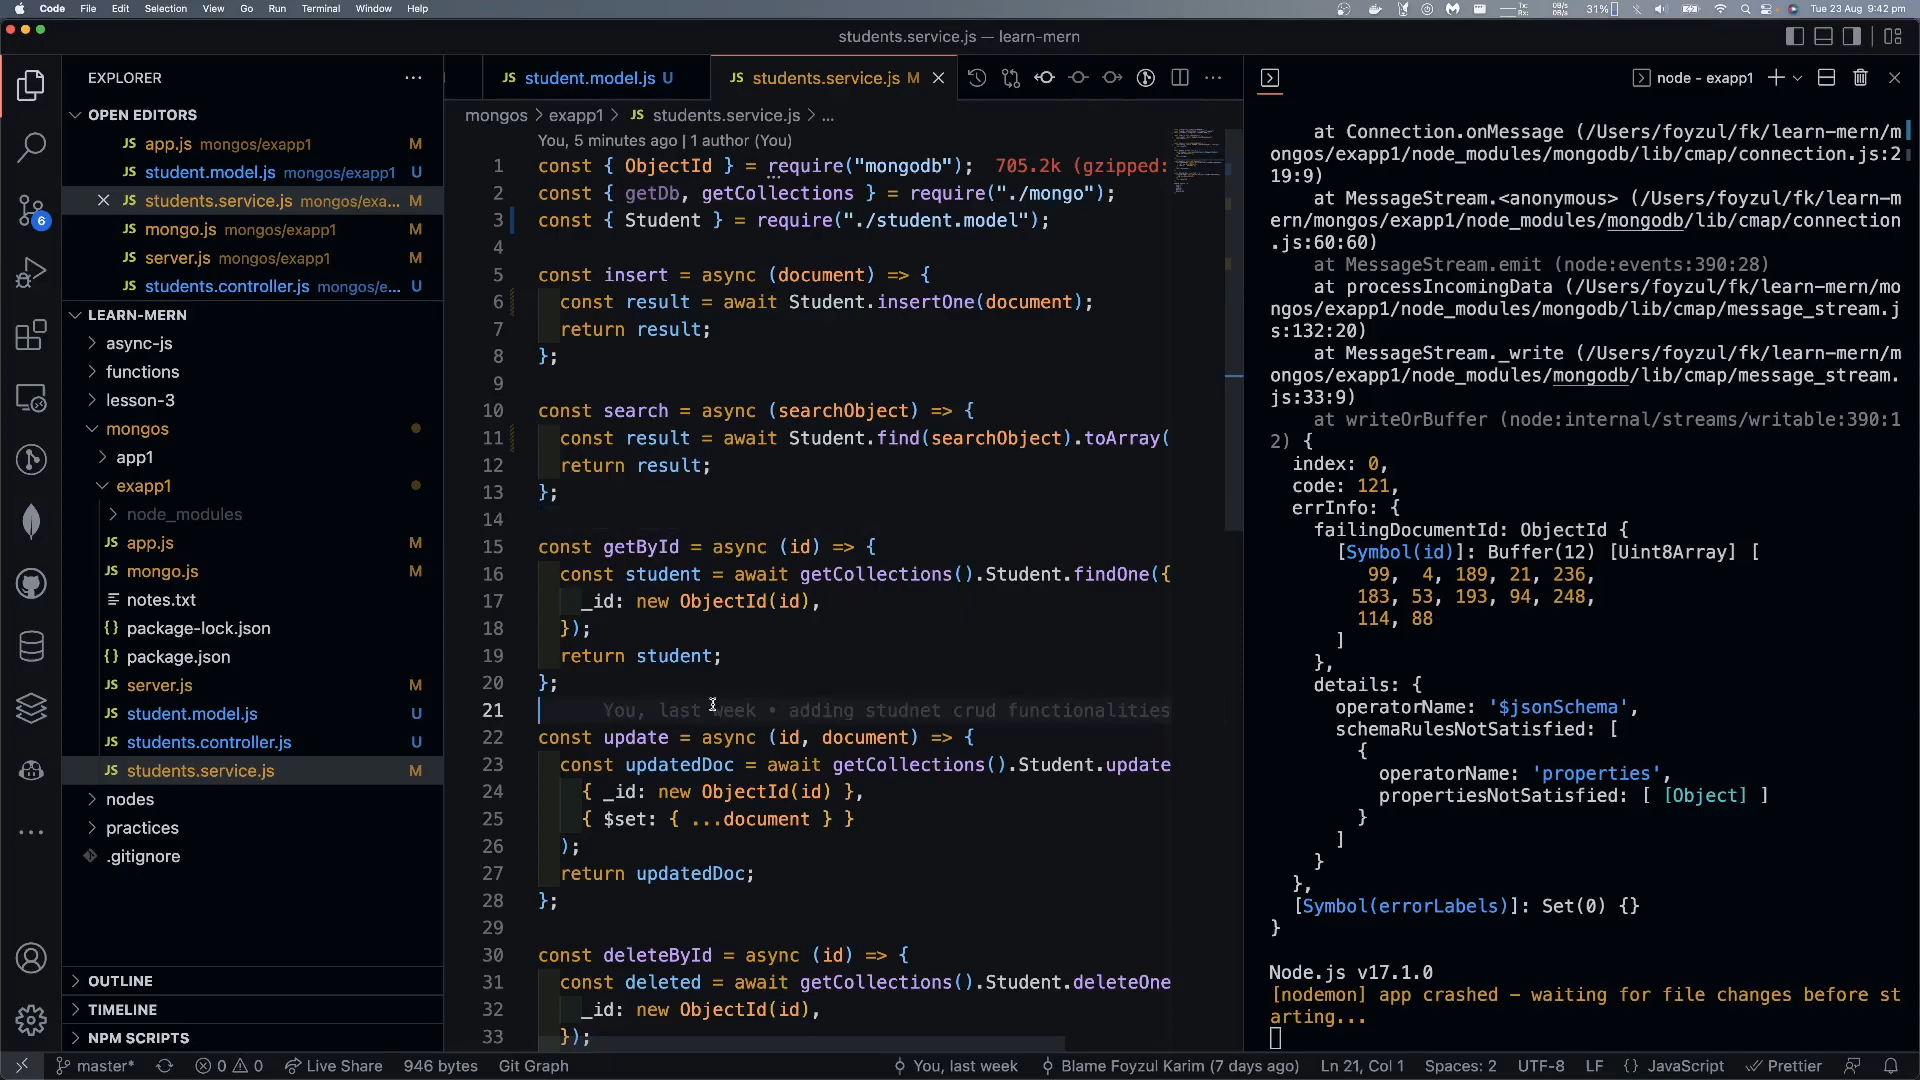 Code File Edit Selection View Go Run Terminal Window Help
31% Tue 23 Aug 9:42 pm
students.service.js — learn-mern
EXPLORER
OPEN EDITORS
JS app.js mongos/exapp1 M
JS student.model.js mongos/exapp1 U
JS students.service.js mongos/exa... M
JS mongo.js mongos/exapp1 M
JS server.js mongos/exapp1 M
JS students.controller.js mongos/e... U
LEARN-MERN
async-js
functions
lesson-3
mongos
app1
exapp1
node_modules
JS app.js M
JS mongo.js M
notes.txt
{} package-lock.json
{} package.json
JS server.js M
JS student.model.js U
JS students.controller.js U
JS students.service.js M
nodes
practices
.gitignore
OUTLINE
TIMELINE
NPM SCRIPTS
6
JS student.model.js U
JS students.service.js M
mongos > exapp1 > JS students.service.js > ...
You, 5 minutes ago | 1 author (You)
1 const { ObjectId } = require("mongodb"); 705.2k (gzipped:
2 const { getDb, getCollections } = require("./mongo");
3 const { Student } = require("./student.model");
4
5 const insert = async (document) => {
6 const result = await Student.insertOne(document);
7 return result;
8 };
9
10 const search = async (searchObject) => {
11 const result = await Student.find(searchObject).toArray(
12 return result;
13 };
14
15 const getById = async (id) => {
16 const student = await getCollections().Student.findOne({
17 _id: new ObjectId(id),
18 });
19 return student;
20 };
21 You, last week • adding studnet crud functionalities
22 const update = async (id, document) => {
23 const updatedDoc = await getCollections().Student.update
24 { _id: new ObjectId(id) },
25 { $set: { ...document } }
26 );
27 return updatedDoc;
28 };
29
30 const deleteById = async (id) => {
31 const deleted = await getCollections().Student.deleteOne
32 _id: new ObjectId(id),
33 });
node - exapp1
at Connection.onMessage (/Users/foyzul/fk/learn-mern/m
ongos/exapp1/node_modules/mongodb/lib/cmap/connection.js:2
19:9)
at MessageStream.<anonymous> (/Users/foyzul/fk/learn-m
ern/mongos/exapp1/node_modules/mongodb/lib/cmap/connection
.js:60:60)
at MessageStream.emit (node:events:390:28)
at processIncomingData (/Users/foyzul/fk/learn-mern/mo
ngos/exapp1/node_modules/mongodb/lib/cmap/message_stream.j
s:132:20)
at MessageStream._write (/Users/foyzul/fk/learn-mern/m
ongos/exapp1/node_modules/mongodb/lib/cmap/message_stream.
js:33:9)
at writeOrBuffer (node:internal/streams/writable:390:1
2) {
index: 0,
code: 121,
errInfo: {
failingDocumentId: ObjectId {
[Symbol(id)]: Buffer(12) [Uint8Array] [
99, 4, 189, 21, 236,
183, 53, 193, 94, 248,
114, 88
]
},
details: {
operatorName: '$jsonSchema',
schemaRulesNotSatisfied: [
{
operatorName: 'properties',
propertiesNotSatisfied: [ [Object] ]
}
]
}
},
[Symbol(errorLabels)]: Set(0) {}
}
Node.js v17.1.0
[nodemon] app crashed - waiting for file changes before st
arting...
master* 0 0 Live Share 946 bytes Git Graph You, last week Blame Foyzul Karim (7 days ago) Ln 21, Col 1 Spaces: 2 UTF-8 LF {} JavaScript Prettier